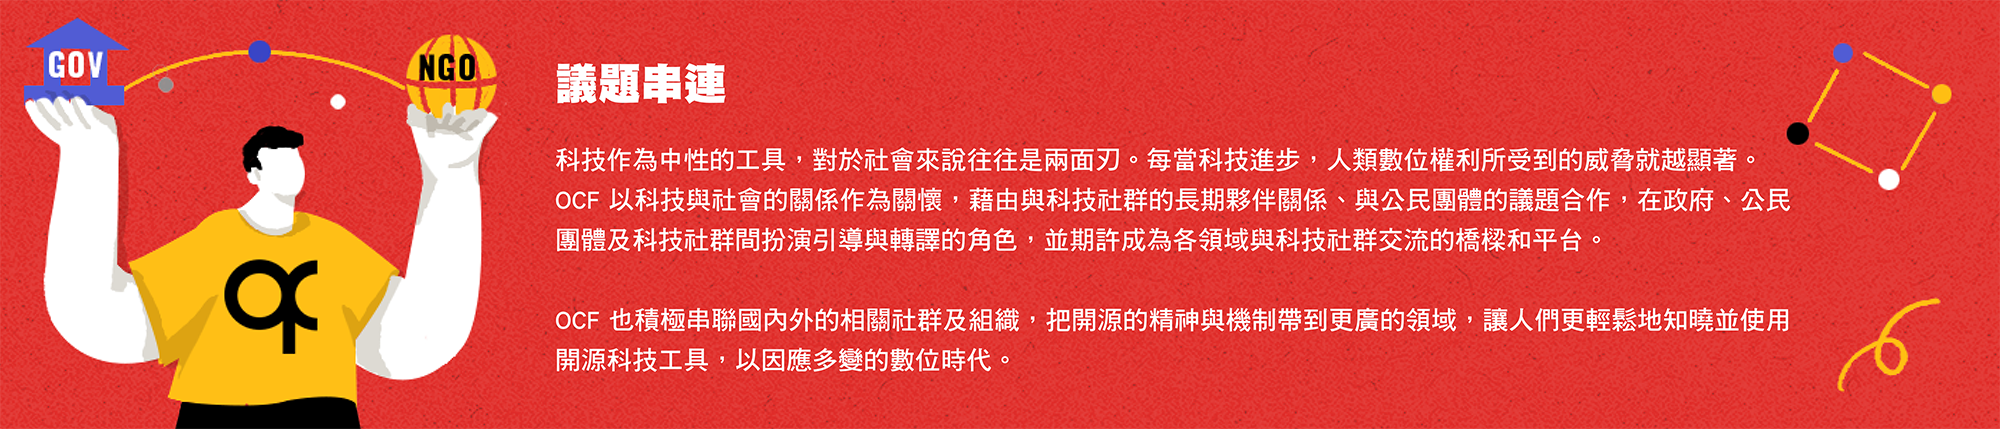 GOV
NGO
議題串連
科技作為中性的工具，對於社會來說往往是兩面刃。每當科技進步，人類數位權利所受到的威脅就越顯著。
OCF 以科技與社會的關係作為關懷，藉由與科技社群的長期夥伴關係、與公民團體的議題合作，在政府、公民
團體及科技社群間扮演引導與轉譯的角色，並期許成為各領域與科技社群交流的橋樑和平台。
OCF 也積極串聯國內外的相關社群及組織，把開源的精神與機制帶到更廣的領域，讓人們更輕鬆地知曉並使用
開源科技工具，以因應多變的數位時代。